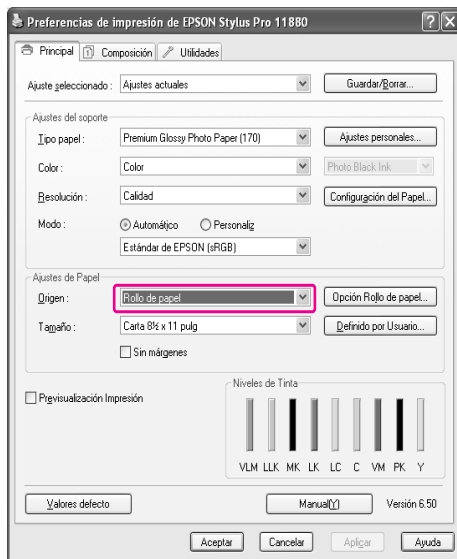 Preferencias de impresión de EPSON Stylus Pro 11880
Principal Composición Utilidades
Ajuste seleccionado : Ajustes actuales Guardar/Borrar...
Ajustes del soporte
Tipo papel : Premium Glossy Photo Paper (170) Ajustes personales...
Color : Color Photo Black Ink
Resolución : Calidad Configuración del Papel...
Modo : Automático Personaliz
Estándar de EPSON (sRGB)
Ajustes de Papel
Origen : Rollo de papel Opción Rollo de papel...
Tamaño : Carta 8½ x 11 pulg Definido por Usuario...
Sin márgenes
Previsualización Impresión
Niveles de Tinta
VLM LLK MK LK LC C VM PK Y
Valores defecto Manual(Y) Versión 6.50
Aceptar Cancelar Aplicar Ayuda